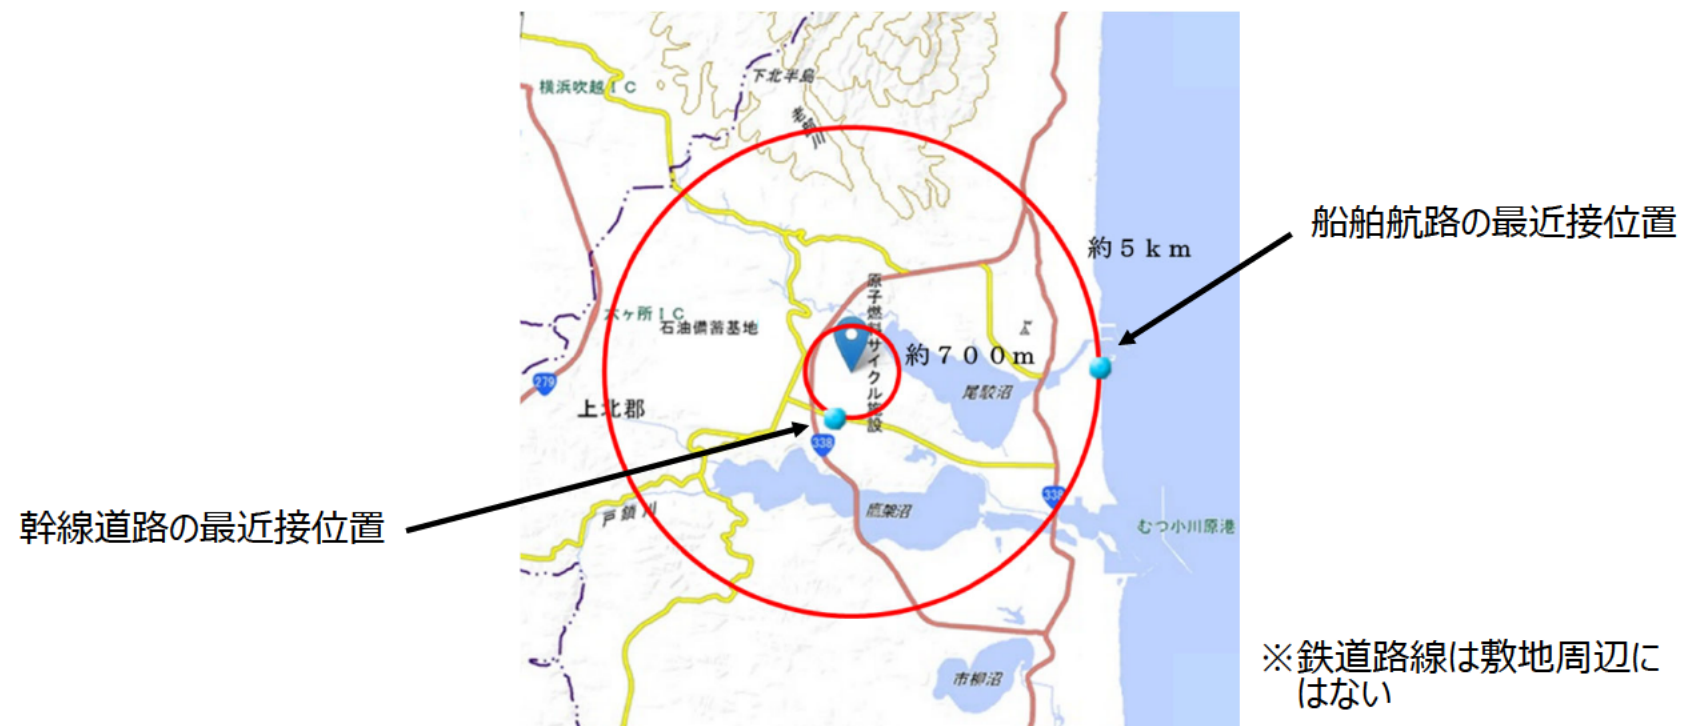 下北半島
横浜吹越ＩＣ
老部川
船舶航路の最近接位置
約５ｋｍ
原子燃料サイクル施設
六ヶ所ＩＣ
石油備蓄基地
約７００ｍ
279
尾駮沼
上北郡
338
338
戸鎖川
鷹架沼
幹線道路の最近接位置
むつ小川原港
市柳沼
※鉄道路線は敷地周辺に
はない